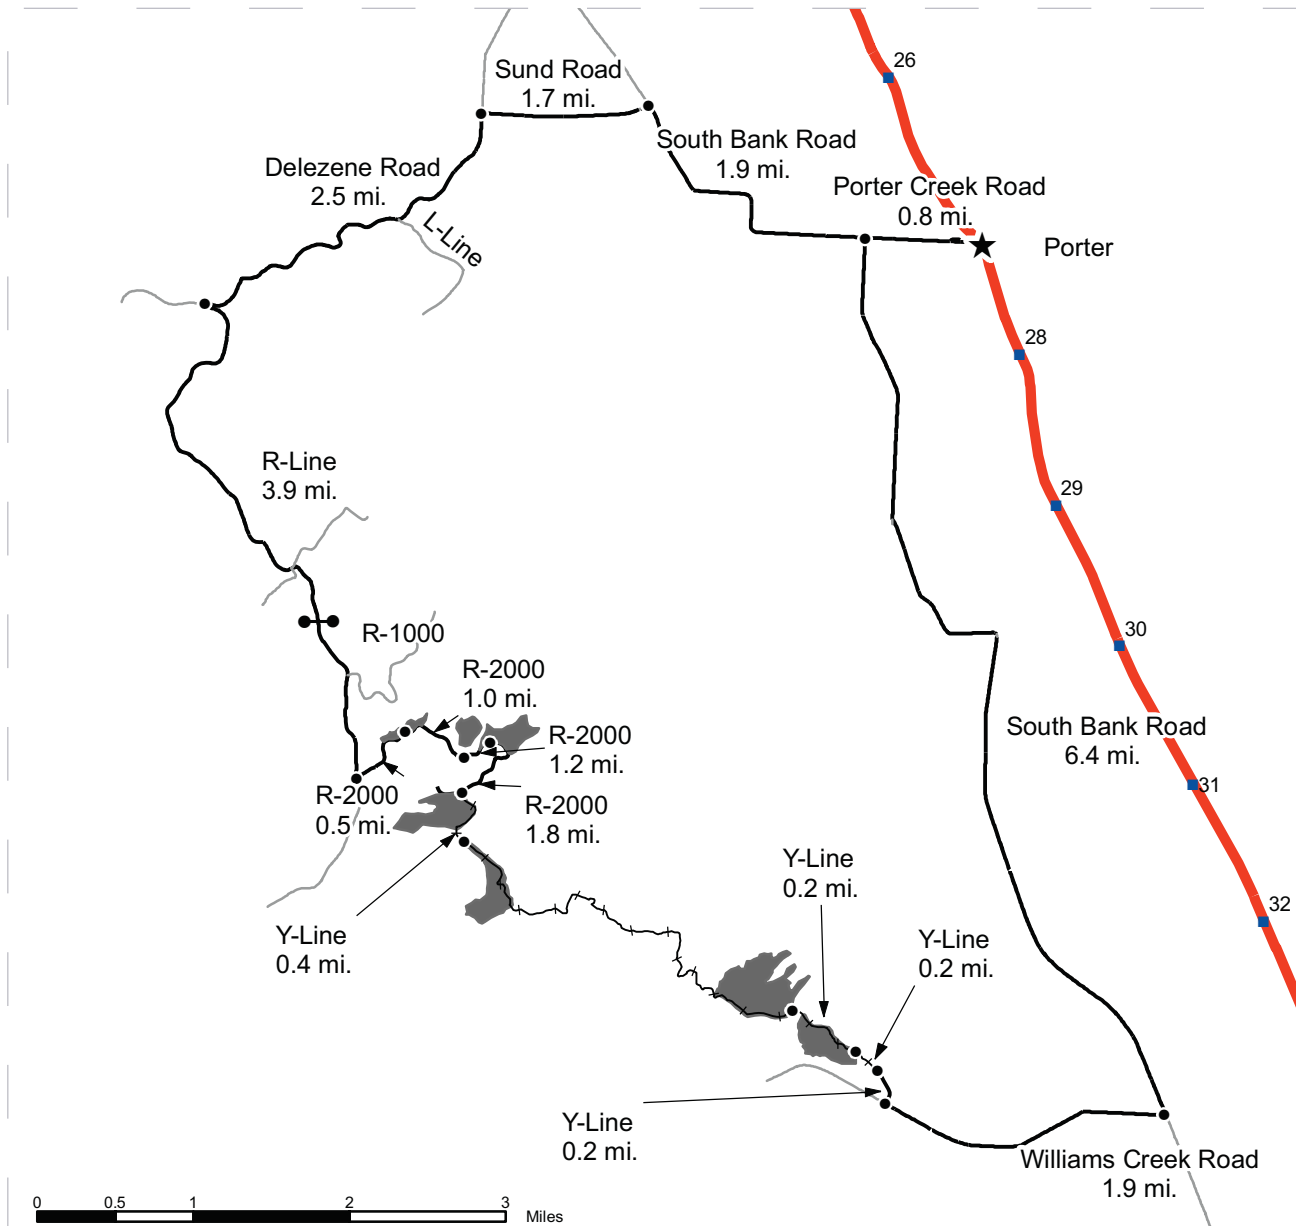 26
Sund Road
1.7 mi.
South Bank Road
1.9 mi.
Delezene Road
2.5 mi.
Porter Creek Road
0.8 mi.
L-Line
Porter
28
R-Line
3.9 mi.
29
R-1000
30
R-2000
1.0 mi.
South Bank Road
6.4 mi.
R-2000
1.2 mi.
31
R-2000
0.5 mi.
R-2000
1.8 mi.
Y-Line
0.2 mi.
32
Y-Line
0.4 mi.
Y-Line
0.2 mi.
Y-Line
0.2 mi.
Williams Creek Road
1.9 mi.
0 0.5 1 2 3
Miles